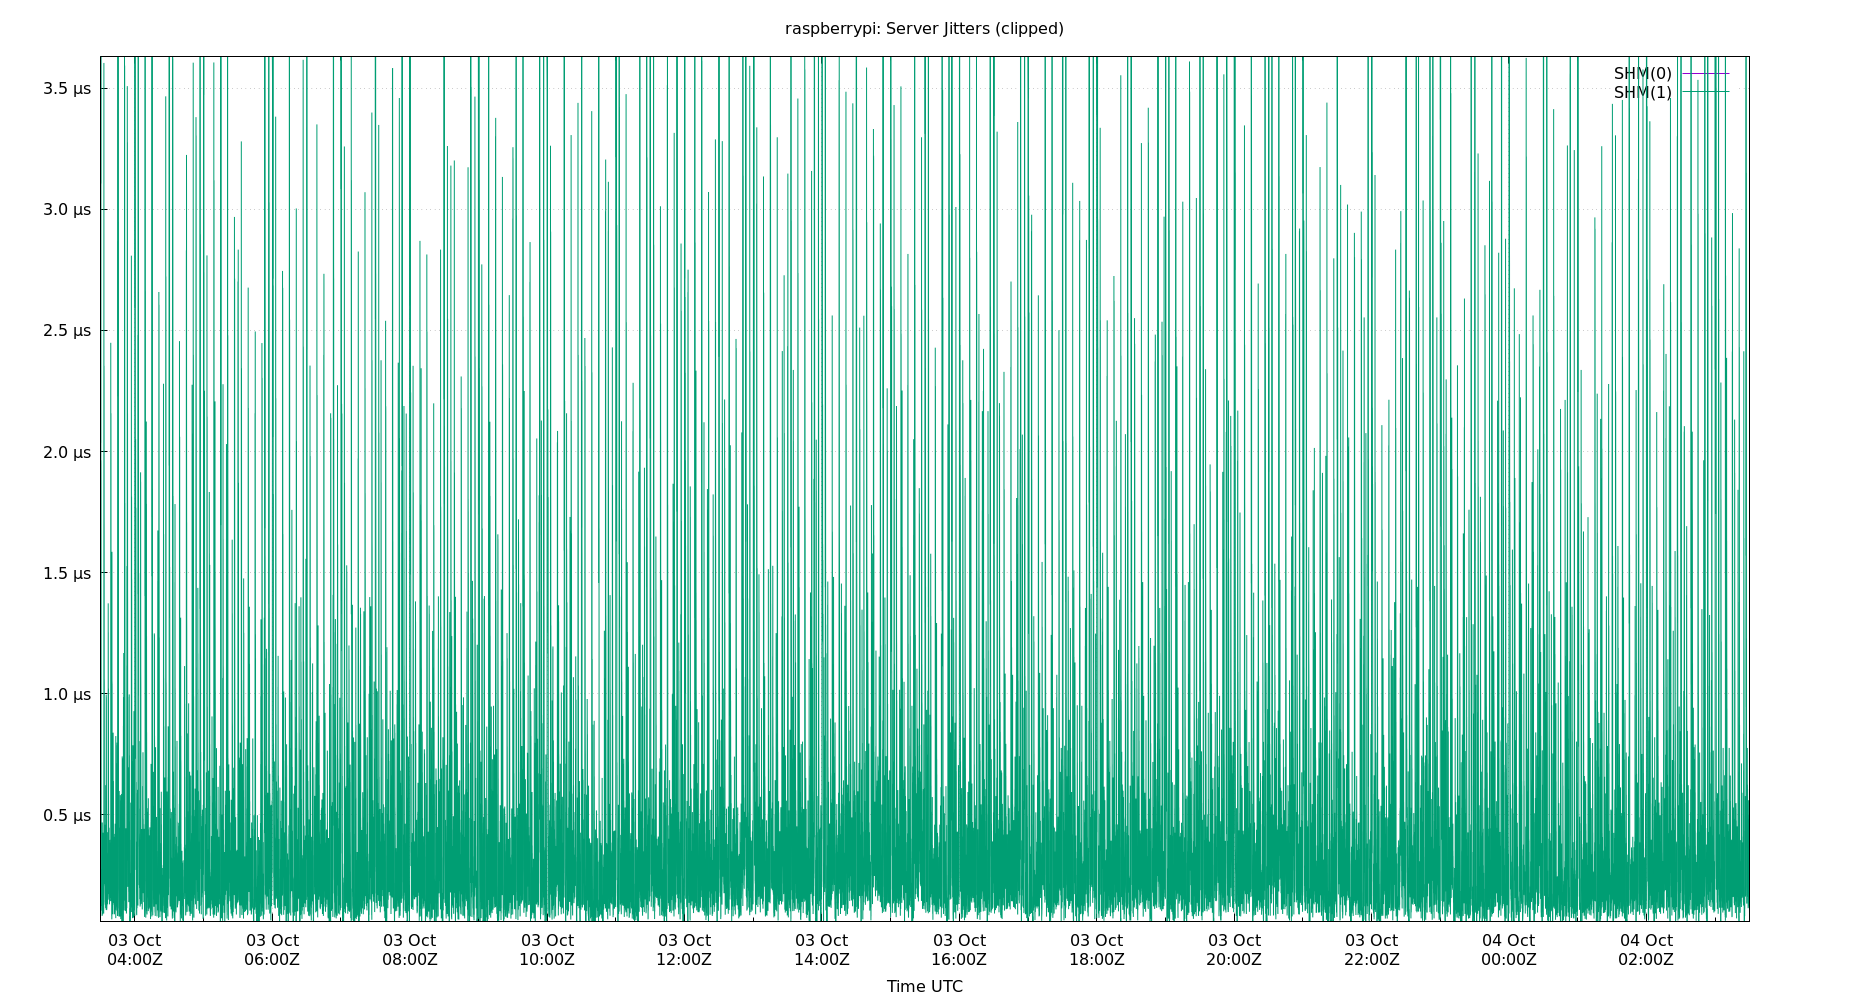 raspberrypi: Server Jitters (clipped)
SHM(0)
SHM(1)
3.5 µs
3.0 µs
2.5 µs
2.0 µs
1.5 µs
1.0 µs
0.5 µs
03 Oct 03 Oct 03 Oct 03 Oct 03 Oct 03 Oct 03 Oct 03 Oct 03 Oct 03 Oct 04 Oct 04 Oct
04:00Z 06:00Z 08:00Z 10:00Z 12:00Z 14:00Z 16:00Z 18:00Z 20:00Z 22:00Z 00:00Z 02:00Z
Time UTC